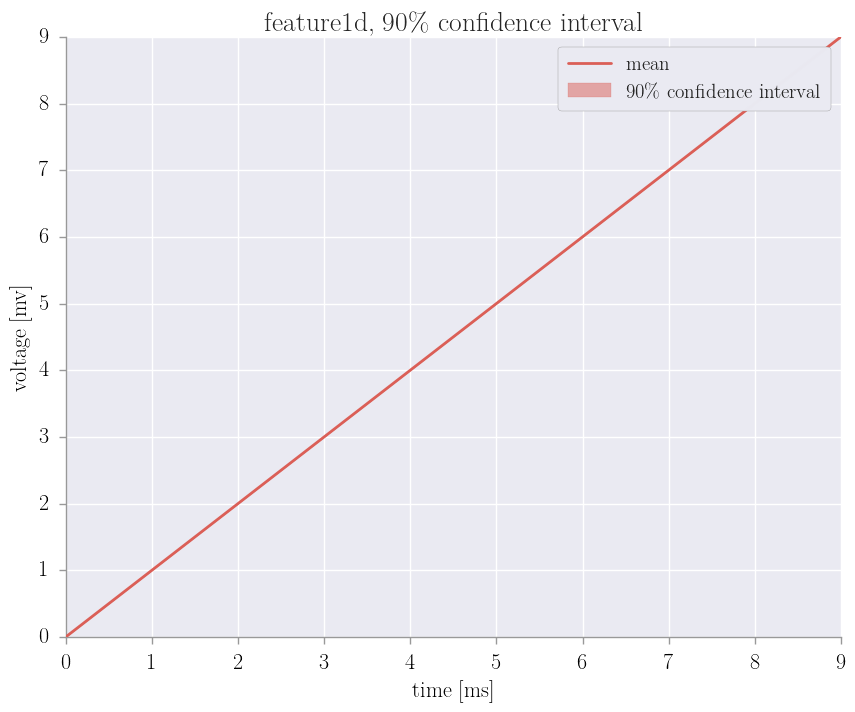 feature1d, 90% confidence interval
mean
90% confidence interval
9
8
7
6
5
4
3
2
1
0
voltage [mv]
0 1 2 3 4 5 6 7 8 9
time [ms]